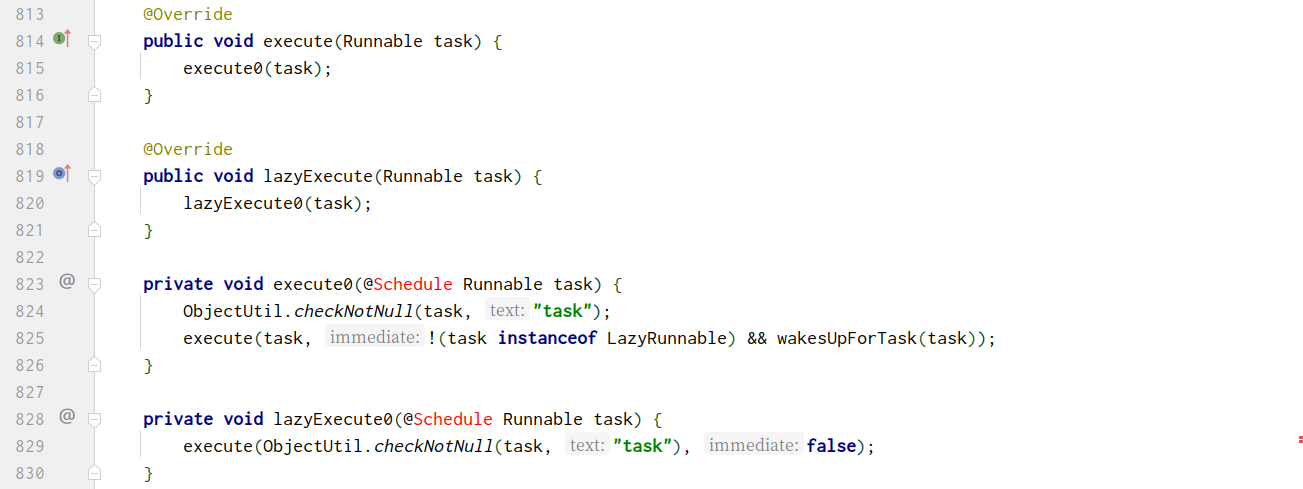 813 @Override
814 public void execute(Runnable task) {
815 execute0(task);
816 }
817
818 @Override
819 public void lazyExecute(Runnable task) {
820 lazyExecute0(task);
821 }
822
823 @ private void execute0(@Schedule Runnable task) {
824 ObjectUtil.checkNotNull(task, text: "task");
825 execute(task, immediate: !(task instanceof LazyRunnable) && wakesUpForTask(task));
826 }
827
828 @ private void lazyExecute0(@Schedule Runnable task) {
829 execute(ObjectUtil.checkNotNull(task, text: "task"), immediate: false);
830 }